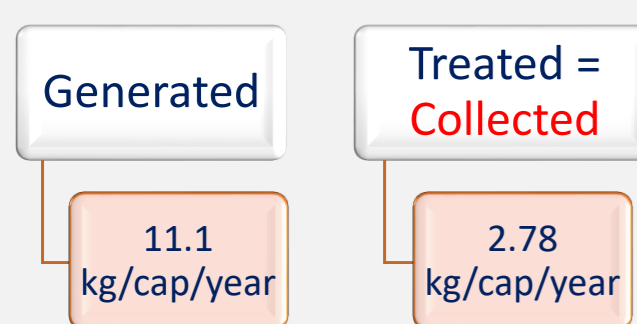 Generated
11.1
kg/cap/year
Treated =
Collected
2.78
kg/cap/year